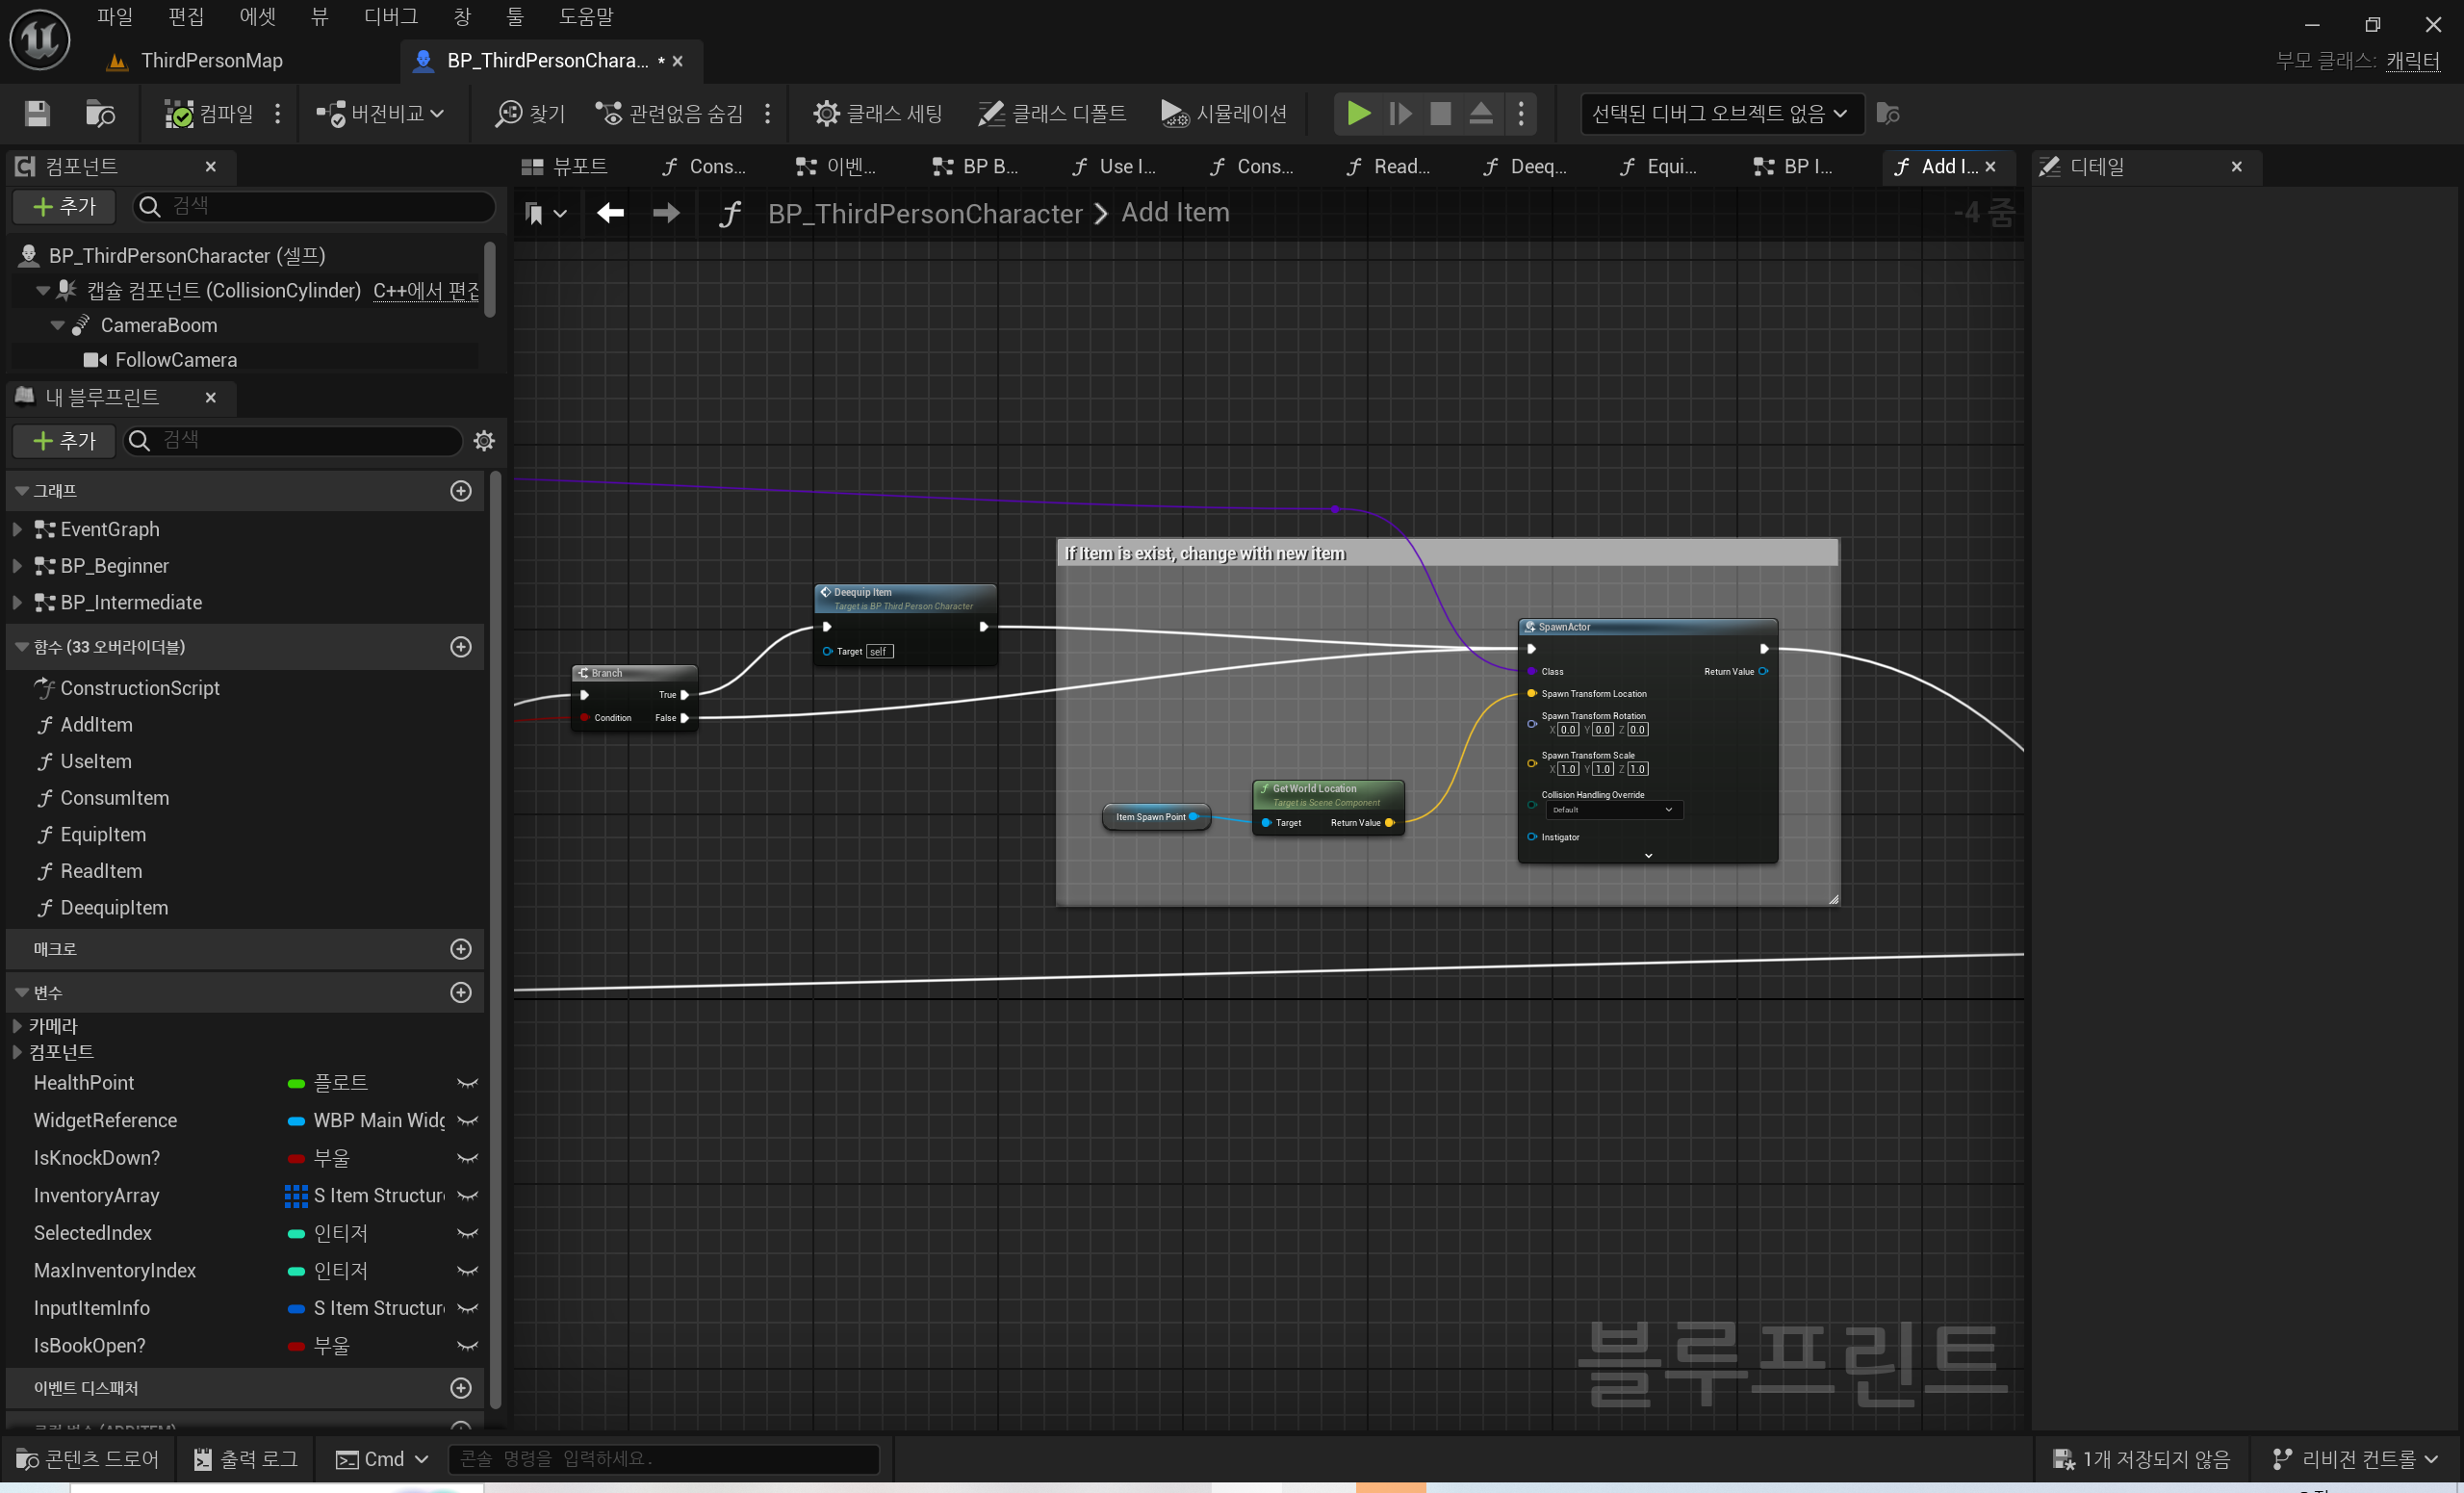 파일 편집 에셋 뷰 디버그 창 툴 도움말
ThirdPersonMap
BP_ThirdPersonChara... *
부모 클래스: 캐릭터
컴파일 버전비교 찾기 관련없음 숨김 클래스 세팅 클래스 디폴트 시뮬레이션 선택된 디버그 오브젝트 없음
컴포넌트
뷰포트 Cons... 이벤... BP B... Use I... Cons... Read... Deeq... Equi... BP I... Add I...
디테일
추가 검색
BP_ThirdPersonCharacter > Add Item
-4 줌
BP_ThirdPersonCharacter (셀프)
캡슐 컴포넌트 (CollisionCylinder) C++에서 편집
CameraBoom
FollowCamera
내 블루프린트
추가 검색
그래프
EventGraph
BP_Beginner
BP_Intermediate
함수 (33 오버라이더블)
ConstructionScript
AddItem
UseItem
ConsumItem
EquipItem
ReadItem
DeequipItem
매크로
변수
카메라
컴포넌트
HealthPoint 플로트
WidgetReference WBP Main Widg
IsKnockDown? 부울
InventoryArray S Item Structur
SelectedIndex 인티저
MaxInventoryIndex 인티저
InputItemInfo S Item Structur
IsBookOpen? 부울
이벤트 디스패처
Branch
True
Condition False
Deequip Item
Target is BP Third Person Character
Target self
If Item is exist, change with new item
Item Spawn Point
Get World Location
Target is Scene Component
Target Return Value
SpawnActor
Class Return Value
Spawn Transform Location
Spawn Transform Rotation
X 0.0 Y 0.0 Z 0.0
Spawn Transform Scale
X 1.0 Y 1.0 Z 1.0
Collision Handling Override
Default
Instigator
블루프린트
콘텐츠 드로어 출력 로그 Cmd 콘솔 명령을 입력하세요.
1개 저장되지 않음 리비전 컨트롤